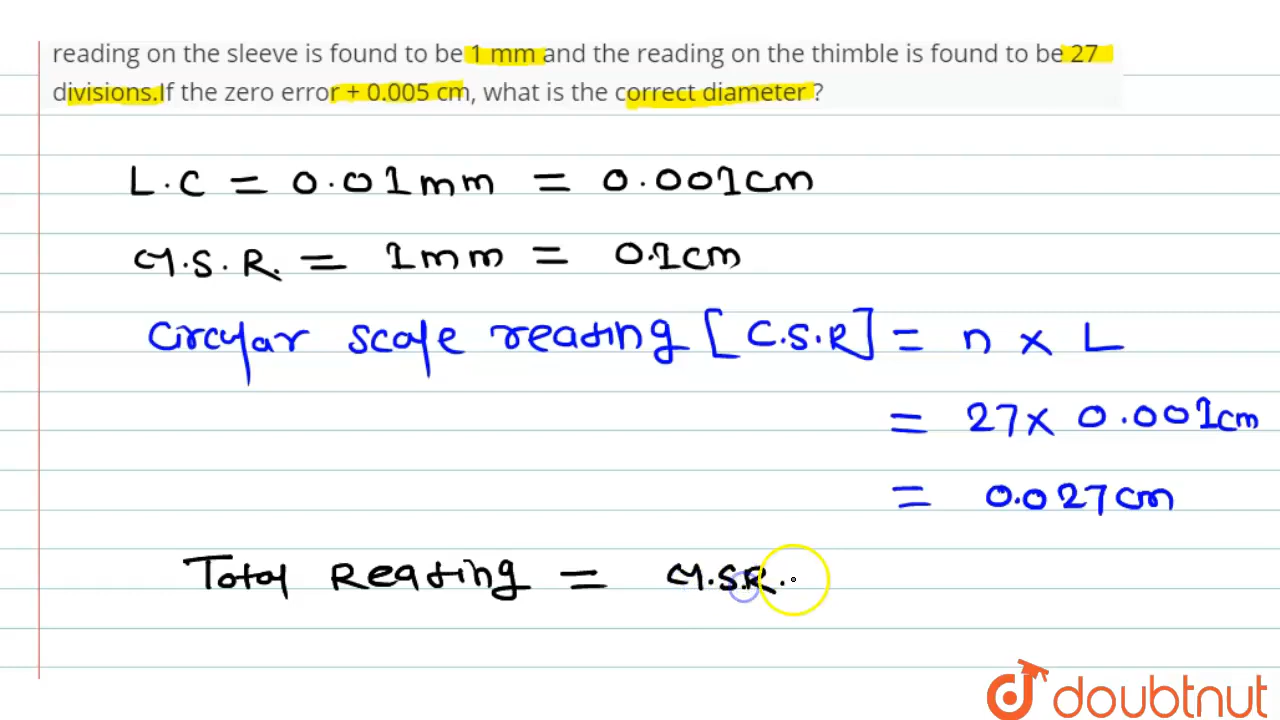 reading on the sleeve is found to be 1 mm and the reading on the thimble is found to be 27
divisions.If the zero error + 0.005 cm, what is the correct diameter ?
L.C = 0.01mm = 0.001cm
M.S.R. = 1mm = 0.1cm
Circular scale reading [C.S.R] = n x L
= 27x 0.001cm
= 0.027cm
Total Reading = M.S.R.
doubtnut